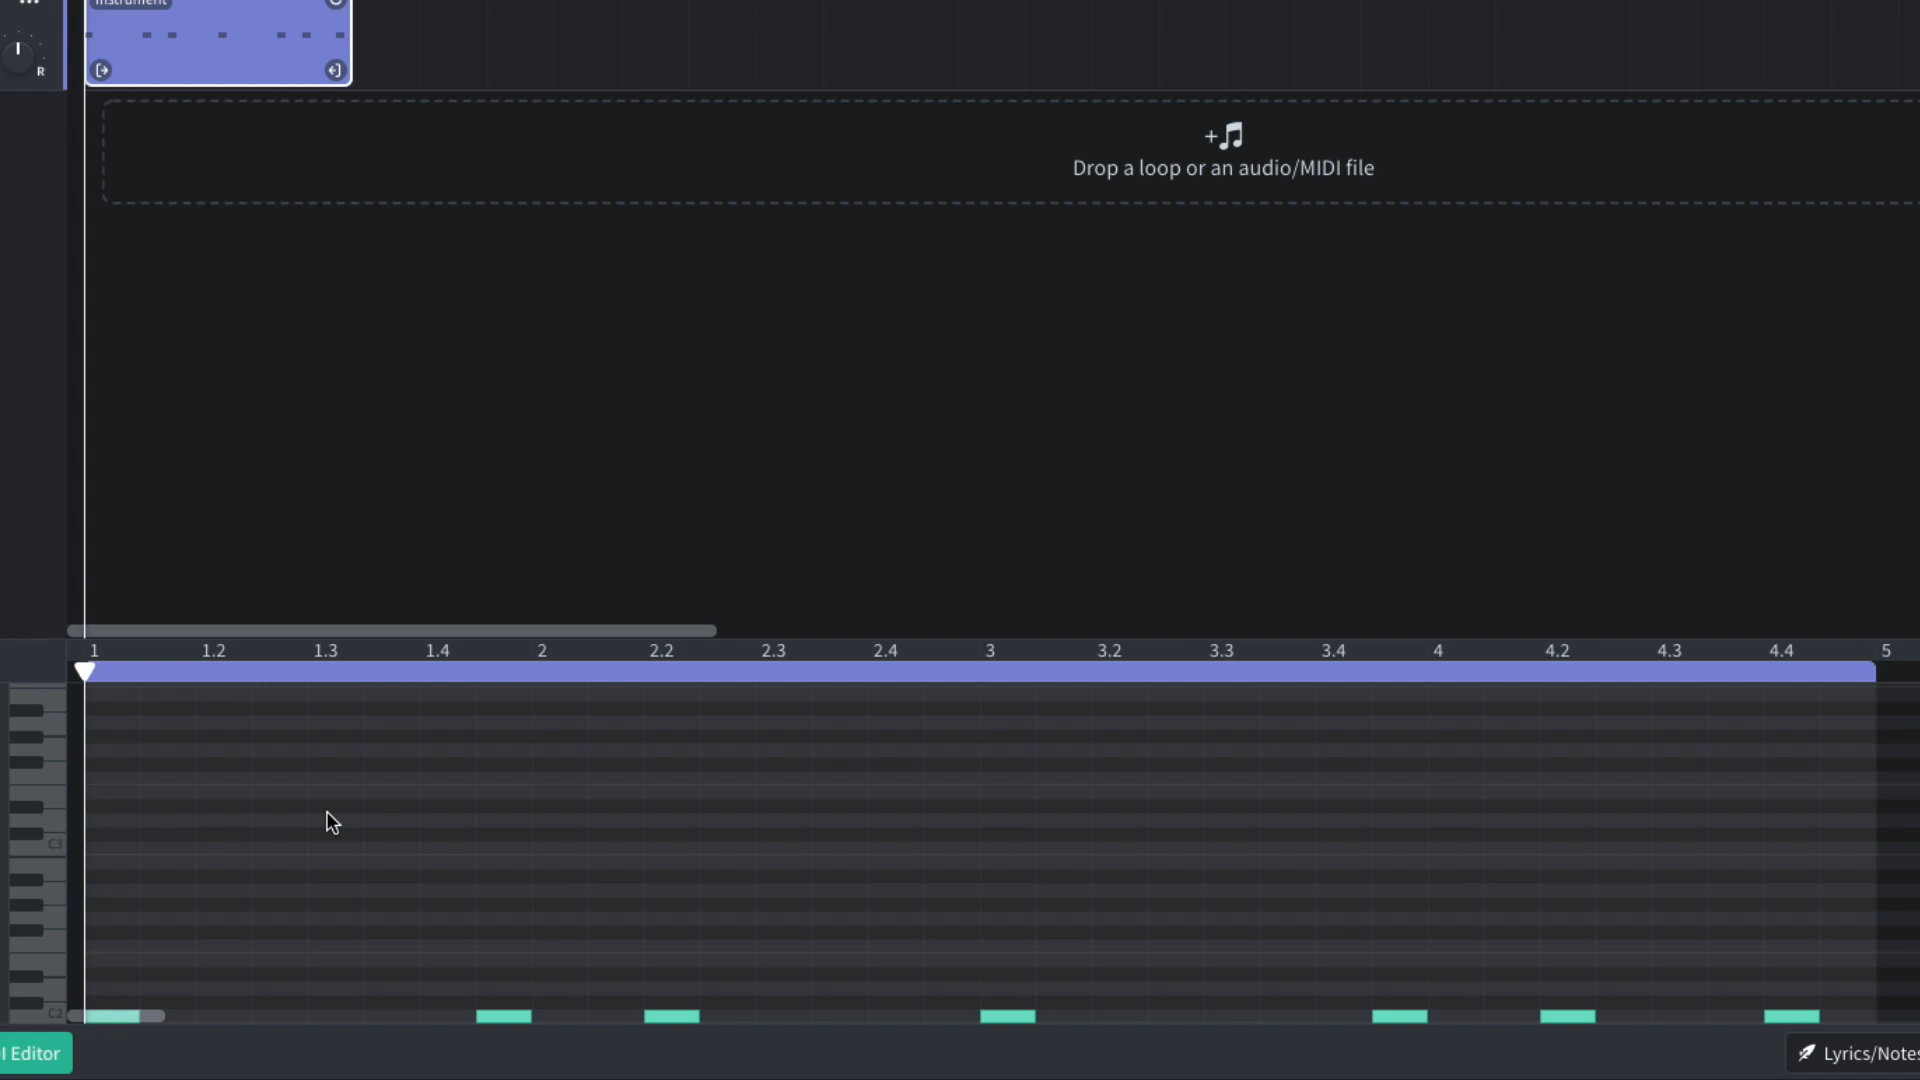 Instrument
R
Drop a loop or an audio/MIDI file
1 1.2 1.3 1.4 2 2.2 2.3 2.4 3 3.2 3.3 3.4 4 4.2 4.3 4.4 5
C3
C2
I Editor
Lyrics/Notes